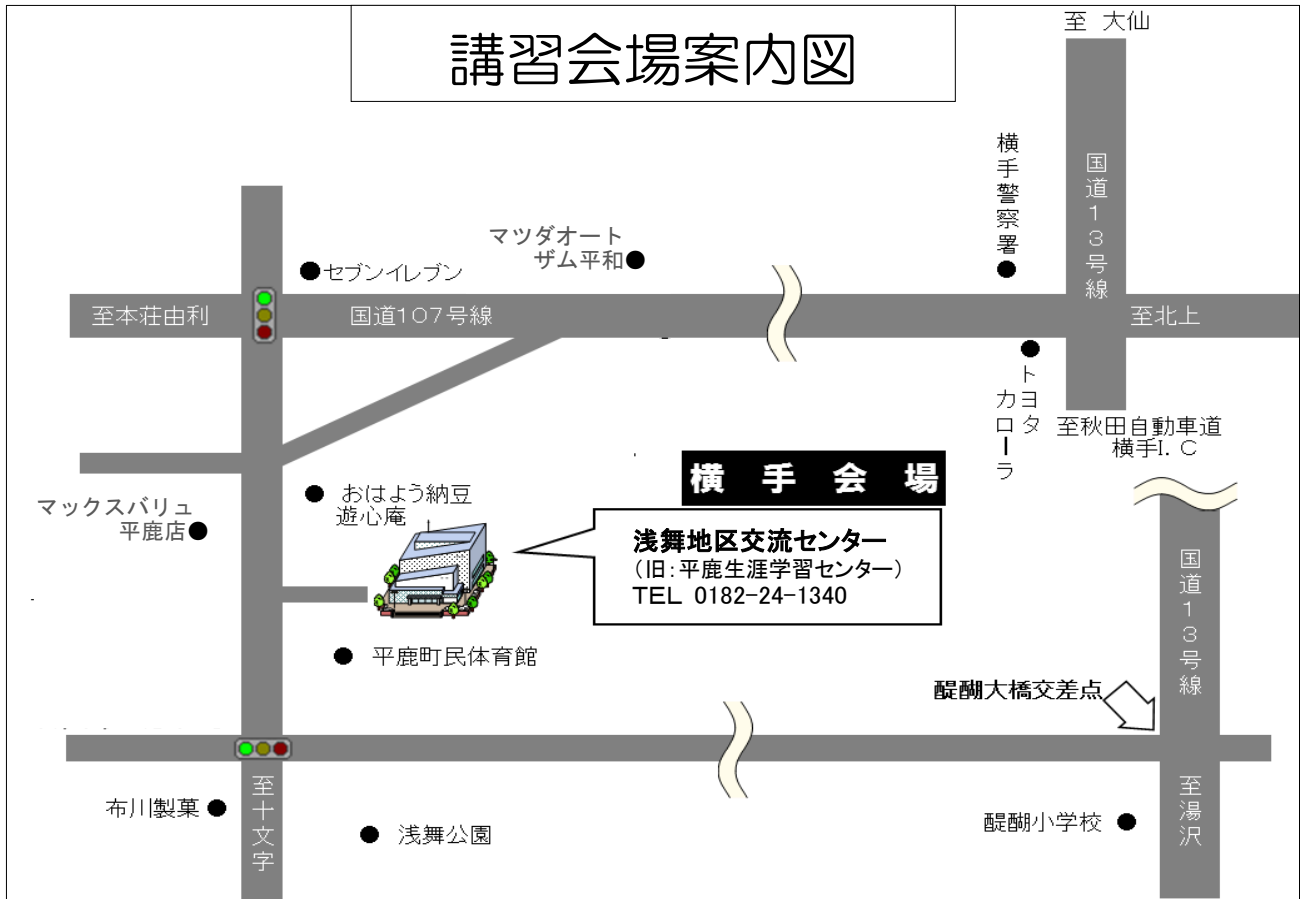 講習会場案内図
至 大仙
横手警察署
国道13号線
マツダオート
ザム平和
セブンイレブン
至本荘由利
国道107号線
至北上
トヨタ
カローラ
至秋田自動車道
横手I.C
横手会場
おはよう納豆
遊心庵
マックスバリュ
平鹿店
浅舞地区交流センター
（旧：平鹿生涯学習センター）
TEL 0182-24-1340
国道13号線
平鹿町民体育館
醍醐大橋交差点
至十文字
布川製菓
浅舞公園
醍醐小学校
至湯沢